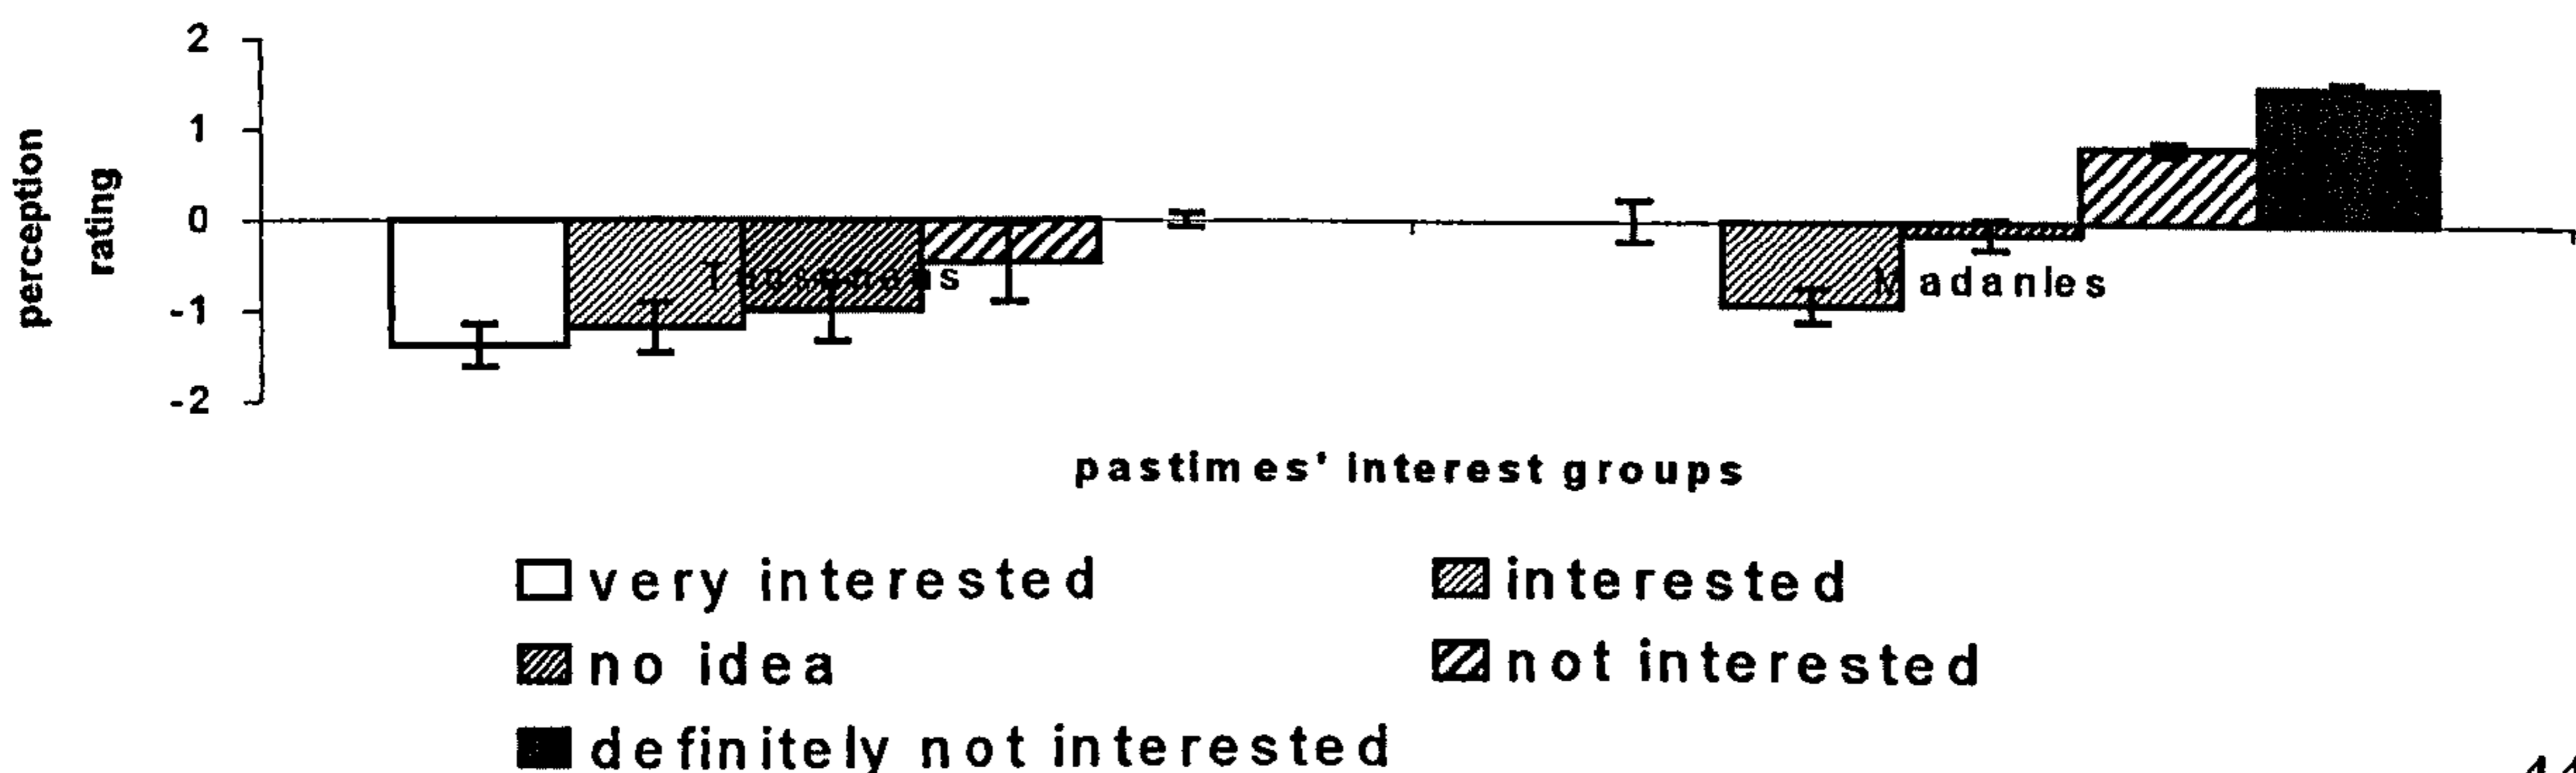 2
1
0
-1
-2
perception
rating
Madanles
pastimes' interest groups
very interested
interested
no idea
not interested
definitely not interested